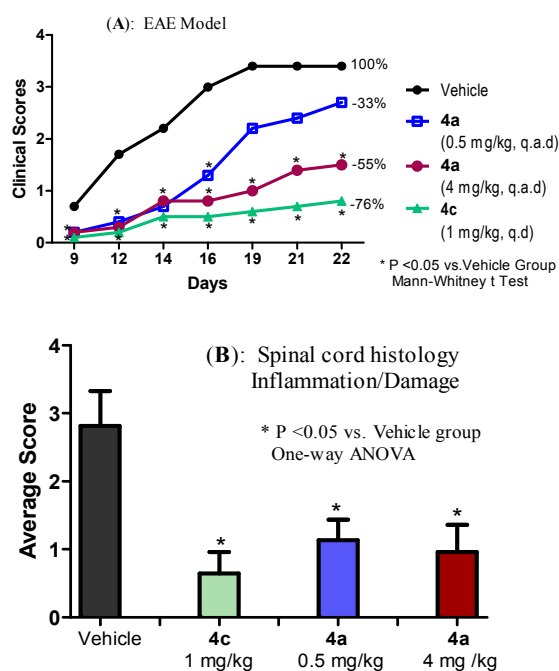 (A): EAE Model
Clinical Scores
4
3
2
1
0
9 12 14 16 19 21 22
Days
100%
-33%
-55%
-76%
* * * * * * * * * * * * * * * *
Vehicle
4a
(0.5 mg/kg, q.a.d)
4a
(4 mg/kg, q.a.d)
4c
(1 mg/kg, q.d)
* P <0.05 vs.Vehicle Group
Mann-Whitney t Test
(B): Spinal cord histology
Inflammation/Damage
* P <0.05 vs. Vehicle group
One-way ANOVA
Average Score
4
3
2
1
0
* * *
Vehicle 4c 4a 4a
1 mg/kg 0.5 mg/kg 4 mg /kg